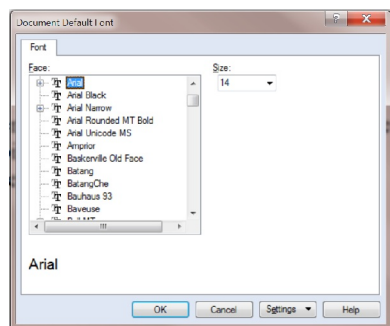 Document Default Font
? X
Font
Face:
Size:
Arial
14
Arial Black
Arial Narrow
Arial Rounded MT Bold
Arial Unicode MS
Amprior
Baskerville Old Face
Batang
BatangChe
Bauhaus 93
Baveuse
Arial
OK
Cancel
Settings
Help